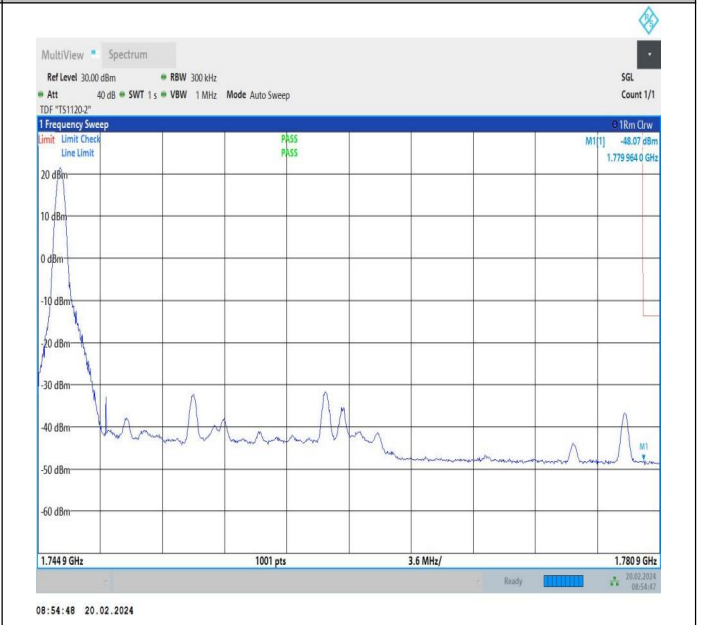 R&S
MultiView Spectrum
Ref Level 30.00 dBm RBW 300 kHz SGL
Att 40 dB SWT 1 s VBW 1 MHz Mode Auto Sweep Count 1/1
TDF "TS1120-2"
1 Frequency Sweep 1Rm Clrw
Limit Limit Check PASS M1[1] -48.07 dBm
Line Limit PASS 1.779 964 0 GHz
20 dBm
10 dBm
0 dBm
-10 dBm
-20 dBm
-30 dBm
-40 dBm
M1
-50 dBm
-60 dBm
1.744 9 GHz 1001 pts 3.6 MHz/ 1.780 9 GHz
Ready 20.02.2024
08:54:47
08:54:48 20.02.2024